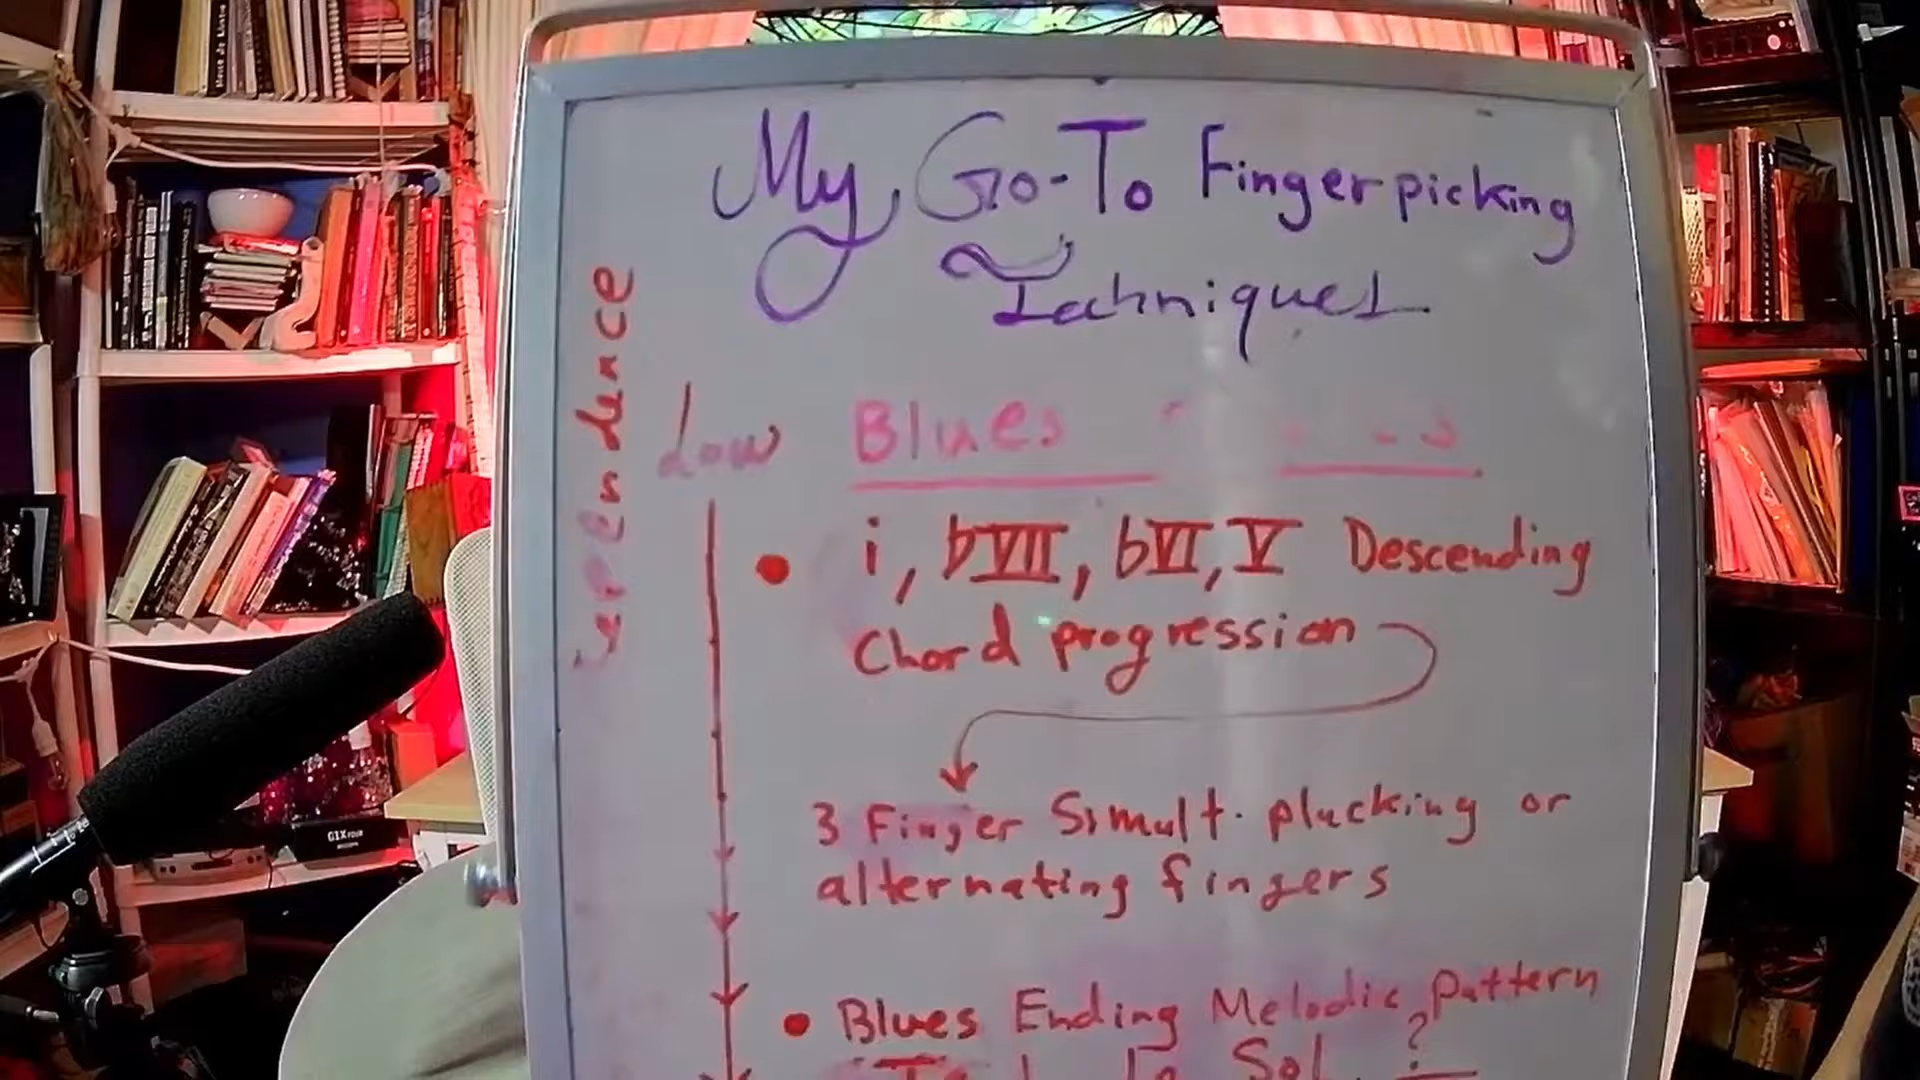 My Go-To Fingerpicking
Techniques
Low Blues
i, bVII, bVI, V Descending
Chord progression
3 Finger Simult. plucking or
alternating fingers
Blues Ending Melodic Pattern
Sol ?